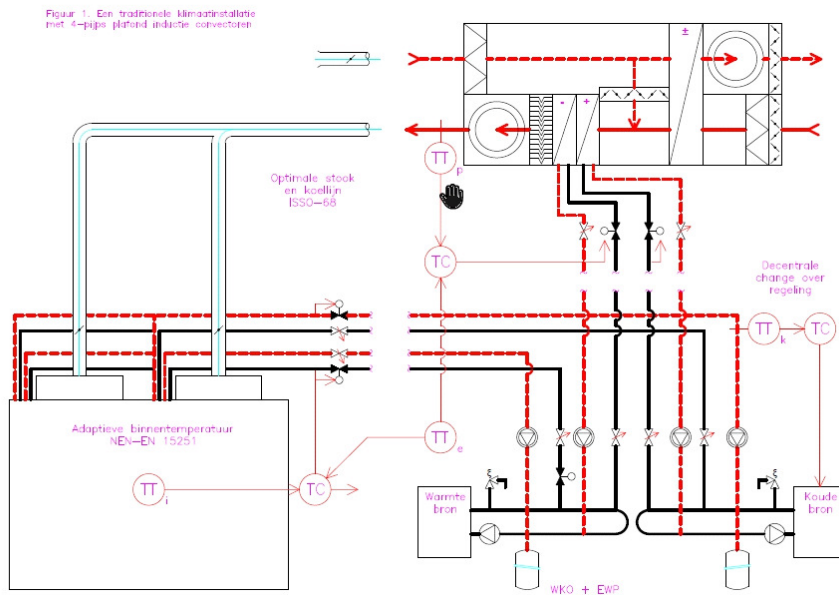 Figuur 1. Een traditionele klimaatinstallatie
met 4-pijps plafond inductie convectoren
±
-
+
TT
p
Optimale stook
en koellijn
ISSO-68
TC
Decentrale
change over
regeling
TT
k
TC
Adaptieve binnentemperatuur
NEN-EN 15251
TT
e
TT
i
TC
ξ
ξ
Warmte
bron
Koude
bron
WKO + EWP